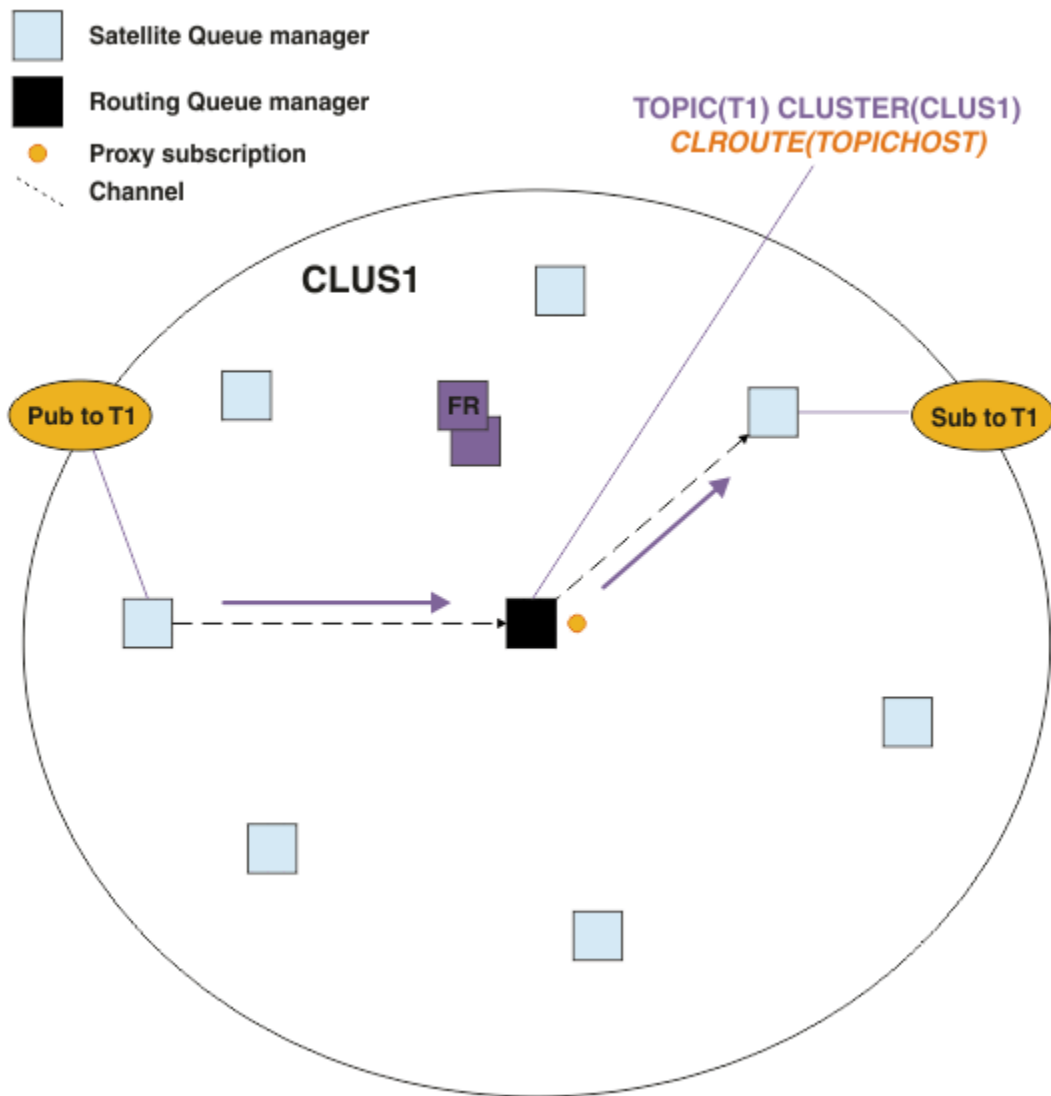 Satellite Queue manager
Routing Queue manager
Proxy subscription
Channel
TOPIC(T1) CLUSTER(CLUS1)
CLROUTE(TOPICHOST)
CLUS1
FR
Pub to T1
Sub to T1